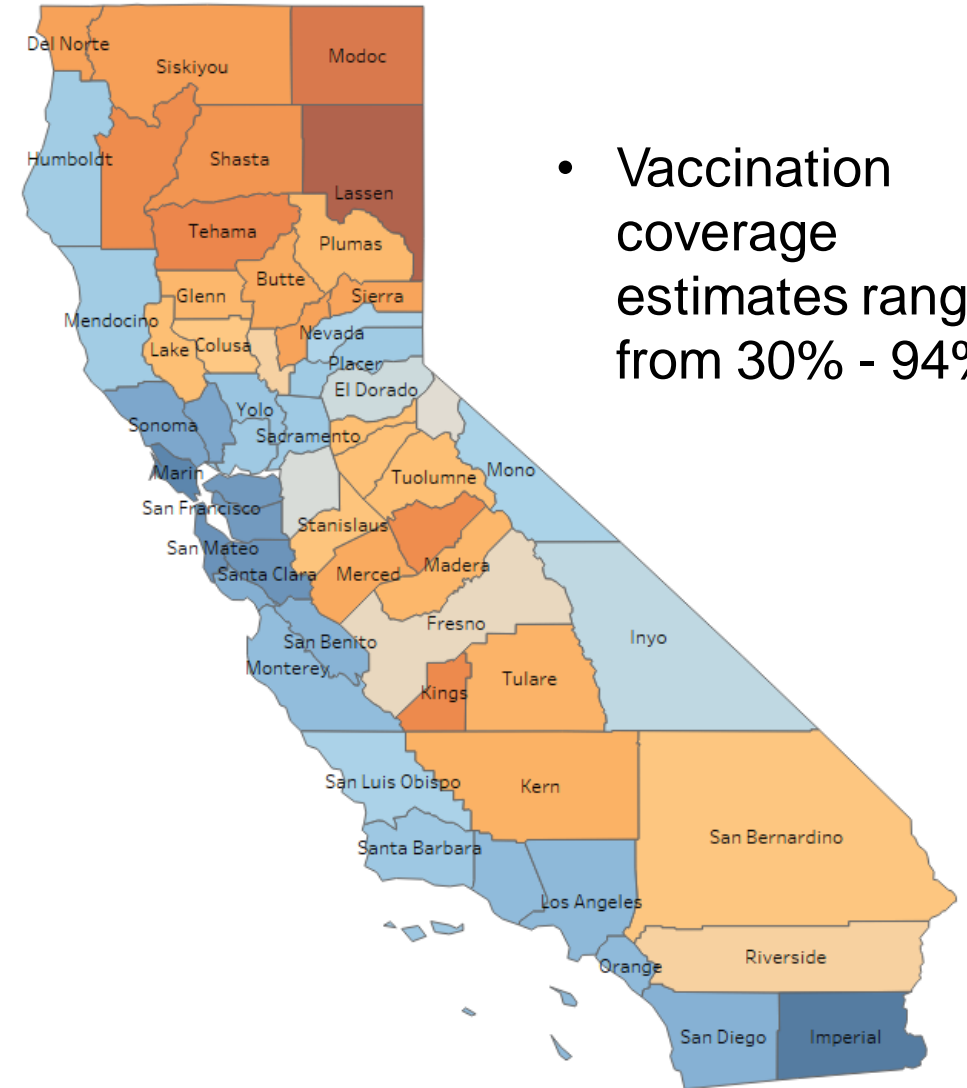 Del Norte
Siskiyou
Modoc
Humboldt
Shasta
Lassen
Tehama
Plumas
Butte
Glenn
Sierra
Mendocino
Nevada
Lake
Colusa
Placer
El Dorado
Yolo
Sonoma
Sacramento
Marin
Tuolumne
Mono
San Francisco
Stanislaus
San Mateo
Santa Clara
Merced
Madera
Fresno
San Benito
Inyo
Monterey
Tulare
Kings
San Luis Obispo
Kern
San Bernardino
Santa Barbara
Los Angeles
Riverside
Orange
San Diego
Imperial
• Vaccination
coverage
estimates rang
from 30% - 94%